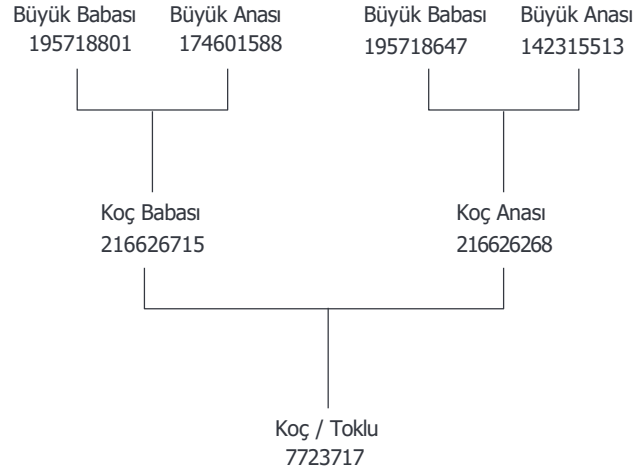 Büyük Babası Büyük Anası Büyük Babası Büyük Anası
195718801 174601588 195718647 142315513
Koç Babası Koç Anası
216626715 216626268
Koç / Toklu
7723717